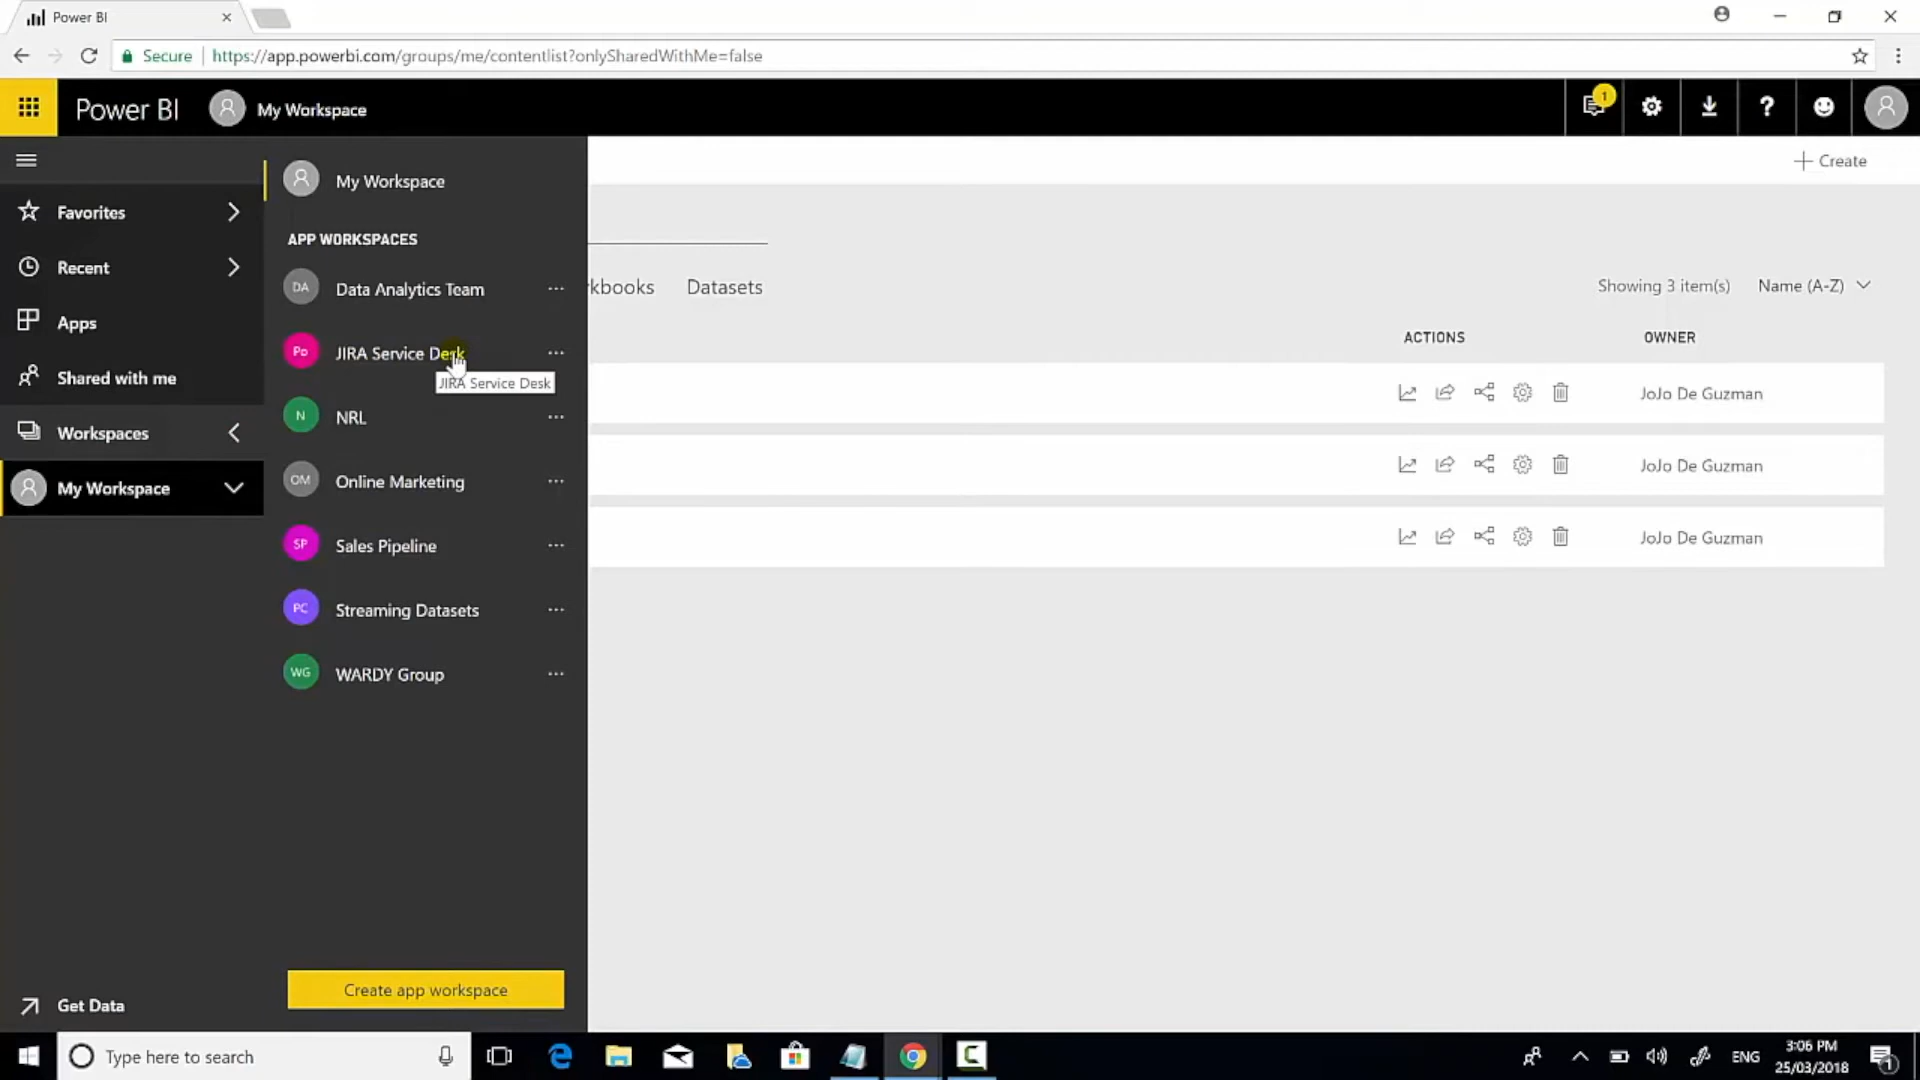 Power BI
Secure
https://app.powerbi.com/groups/me/contentlist?onlySharedWithMe=false
Power BI
My Workspace
1
My Workspace
Create
Favorites
APP WORKSPACES
Recent
DA
Data Analytics Team
kbooks
Datasets
Showing 3 item(s)
Name (A-Z)
Apps
Po
JIRA Service Desk
ACTIONS
OWNER
Shared with me
JIRA Service Desk
JoJo De Guzman
Workspaces
N
NRL
My Workspace
OM
Online Marketing
JoJo De Guzman
SP
Sales Pipeline
JoJo De Guzman
PC
Streaming Datasets
WG
WARDY Group
Get Data
Create app workspace
Type here to search
ENG
3:06 PM
25/03/2018
1